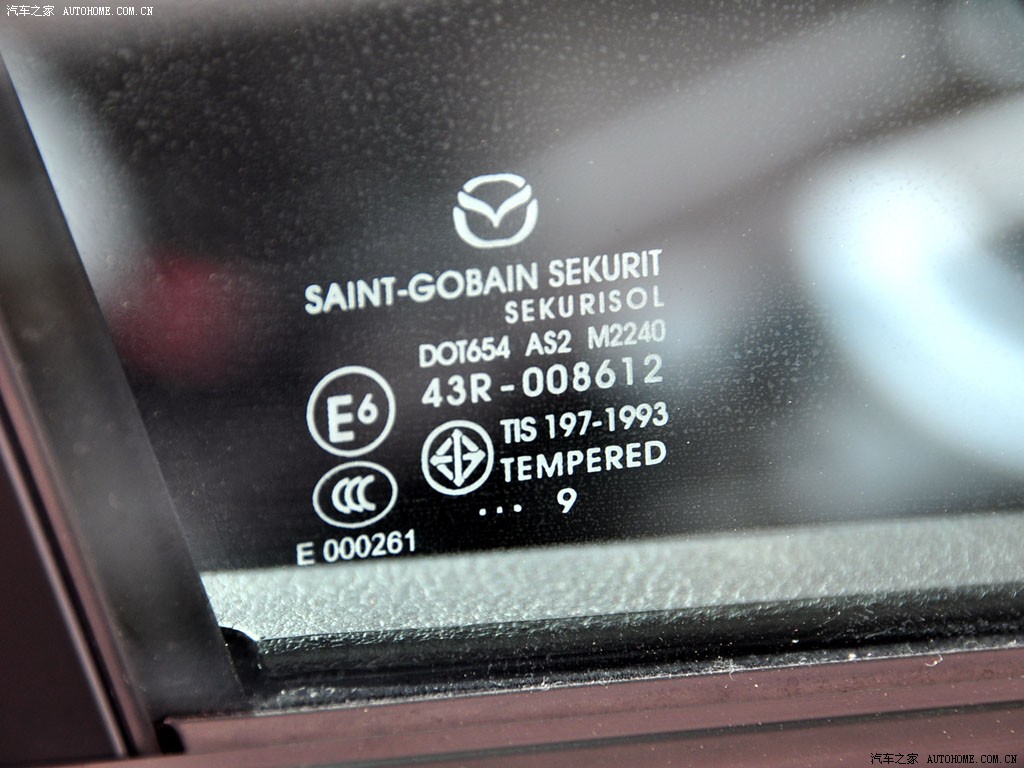 汽车之家 AUTOHOME.COM.CN
SAINT-GOBAIN SEKURIT
SEKURISOL
DOT654 AS2 M2240
43R-008612
E6
TIS 197-1993
TEMPERED
CCC
... 9
E 000261
汽车之家 AUTOHOME.COM.CN